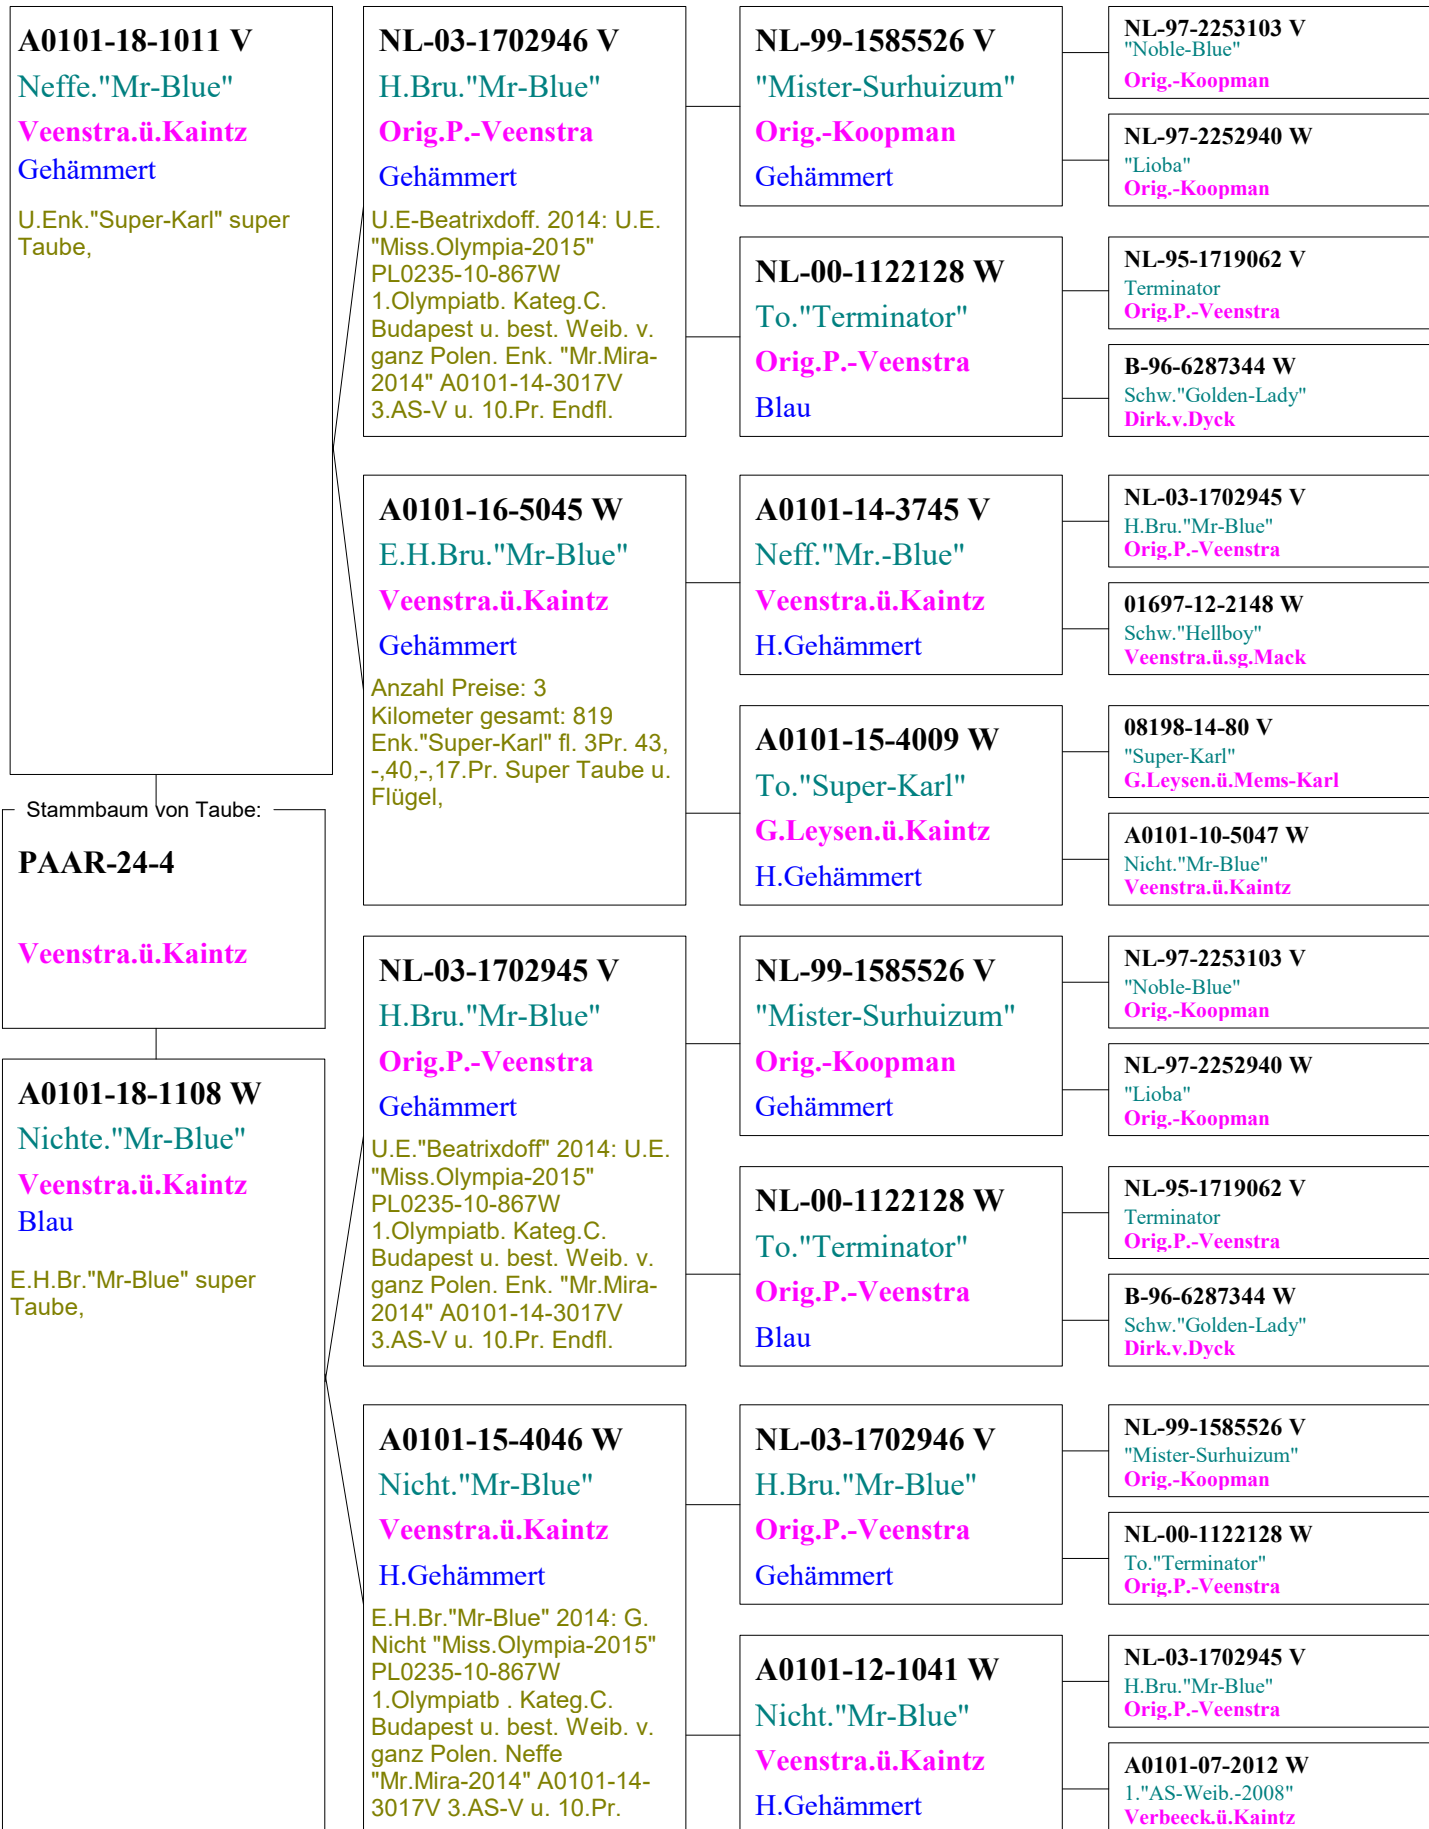 A0101-18-1011 V
Neffe."Mr-Blue"
Veenstra.ü.Kaintz
Gehämmert
U.Enk."Super-Karl" super
Taube,
Stammbaum von Taube:
PAAR-24-4
Veenstra.ü.Kaintz
A0101-18-1108 W
Nichte."Mr-Blue"
Veenstra.ü.Kaintz
Blau
E.H.Br."Mr-Blue" super
Taube,
NL-03-1702946 V
H.Bru."Mr-Blue"
Orig.P.-Veenstra
Gehämmert
U.E-Beatrixdoff. 2014: U.E.
"Miss.Olympia-2015"
PL0235-10-867W
1.Olympiatb. Kateg.C.
Budapest u. best. Weib. v.
ganz Polen. Enk. "Mr.Mira-
2014" A0101-14-3017V
3.AS-V u. 10.Pr. Endfl.
A0101-16-5045 W
E.H.Bru."Mr-Blue"
Veenstra.ü.Kaintz
Gehämmert
Anzahl Preise: 3
Kilometer gesamt: 819
Enk."Super-Karl" fl. 3Pr. 43,
-,40,-,17.Pr. Super Taube u.
Flügel,
NL-03-1702945 V
H.Bru."Mr-Blue"
Orig.P.-Veenstra
Gehämmert
U.E."Beatrixdoff" 2014: U.E.
"Miss.Olympia-2015"
PL0235-10-867W
1.Olympiatb. Kateg.C.
Budapest u. best. Weib. v.
ganz Polen. Enk. "Mr.Mira-
2014" A0101-14-3017V
3.AS-V u. 10.Pr. Endfl.
A0101-15-4046 W
Nicht."Mr-Blue"
Veenstra.ü.Kaintz
H.Gehämmert
E.H.Br."Mr-Blue" 2014: G.
Nicht "Miss.Olympia-2015"
PL0235-10-867W
1.Olympiatb . Kateg.C.
Budapest u. best. Weib. v.
ganz Polen. Neffe
"Mr.Mira-2014" A0101-14-
3017V 3.AS-V u. 10.Pr.
NL-99-1585526 V
"Mister-Surhuizum"
Orig.-Koopman
Gehämmert
NL-00-1122128 W
To."Terminator"
Orig.P.-Veenstra
Blau
A0101-14-3745 V
Neff."Mr.-Blue"
Veenstra.ü.Kaintz
H.Gehämmert
A0101-15-4009 W
To."Super-Karl"
G.Leysen.ü.Kaintz
H.Gehämmert
NL-99-1585526 V
"Mister-Surhuizum"
Orig.-Koopman
Gehämmert
NL-00-1122128 W
To."Terminator"
Orig.P.-Veenstra
Blau
NL-03-1702946 V
H.Bru."Mr-Blue"
Orig.P.-Veenstra
Gehämmert
A0101-12-1041 W
Nicht."Mr-Blue"
Veenstra.ü.Kaintz
H.Gehämmert
NL-97-2253103 V
"Noble-Blue"
Orig.-Koopman
NL-97-2252940 W
"Lioba"
Orig.-Koopman
NL-95-1719062 V
Terminator
Orig.P.-Veenstra
B-96-6287344 W
Schw."Golden-Lady"
Dirk.v.Dyck
NL-03-1702945 V
H.Bru."Mr-Blue"
Orig.P.-Veenstra
01697-12-2148 W
Schw."Hellboy"
Veenstra.ü.sg.Mack
08198-14-80 V
"Super-Karl"
G.Leysen.ü.Mems-Karl
A0101-10-5047 W
Nicht."Mr-Blue"
Veenstra.ü.Kaintz
NL-97-2253103 V
"Noble-Blue"
Orig.-Koopman
NL-97-2252940 W
"Lioba"
Orig.-Koopman
NL-95-1719062 V
Terminator
Orig.P.-Veenstra
B-96-6287344 W
Schw."Golden-Lady"
Dirk.v.Dyck
NL-99-1585526 V
"Mister-Surhuizum"
Orig.-Koopman
NL-00-1122128 W
To."Terminator"
Orig.P.-Veenstra
NL-03-1702945 V
H.Bru."Mr-Blue"
Orig.P.-Veenstra
A0101-07-2012 W
1."AS-Weib.-2008"
Verbeeck.ü.Kaintz